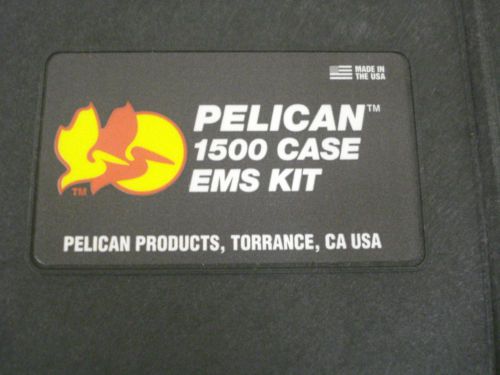 MADE IN
THE USA
PELICAN™
1500 CASE
EMS KIT
TM
PELICAN PRODUCTS, TORRANCE, CA USA